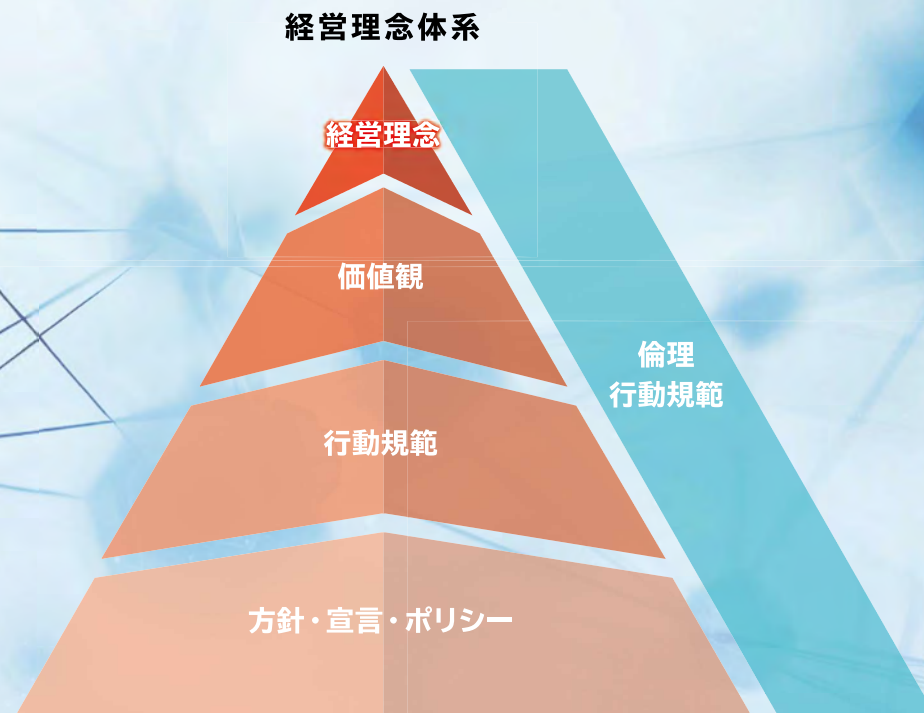 経営理念体系
経営理念
価値観
倫理
行動規範
行動規範
方針・宣言・ポリシー